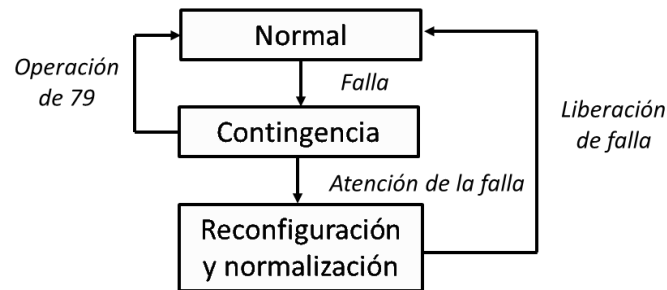 Normal
Operación
de 79
Falla
Liberación
de falla
Contingencia
Atención de la falla
Reconfiguración
y normalización